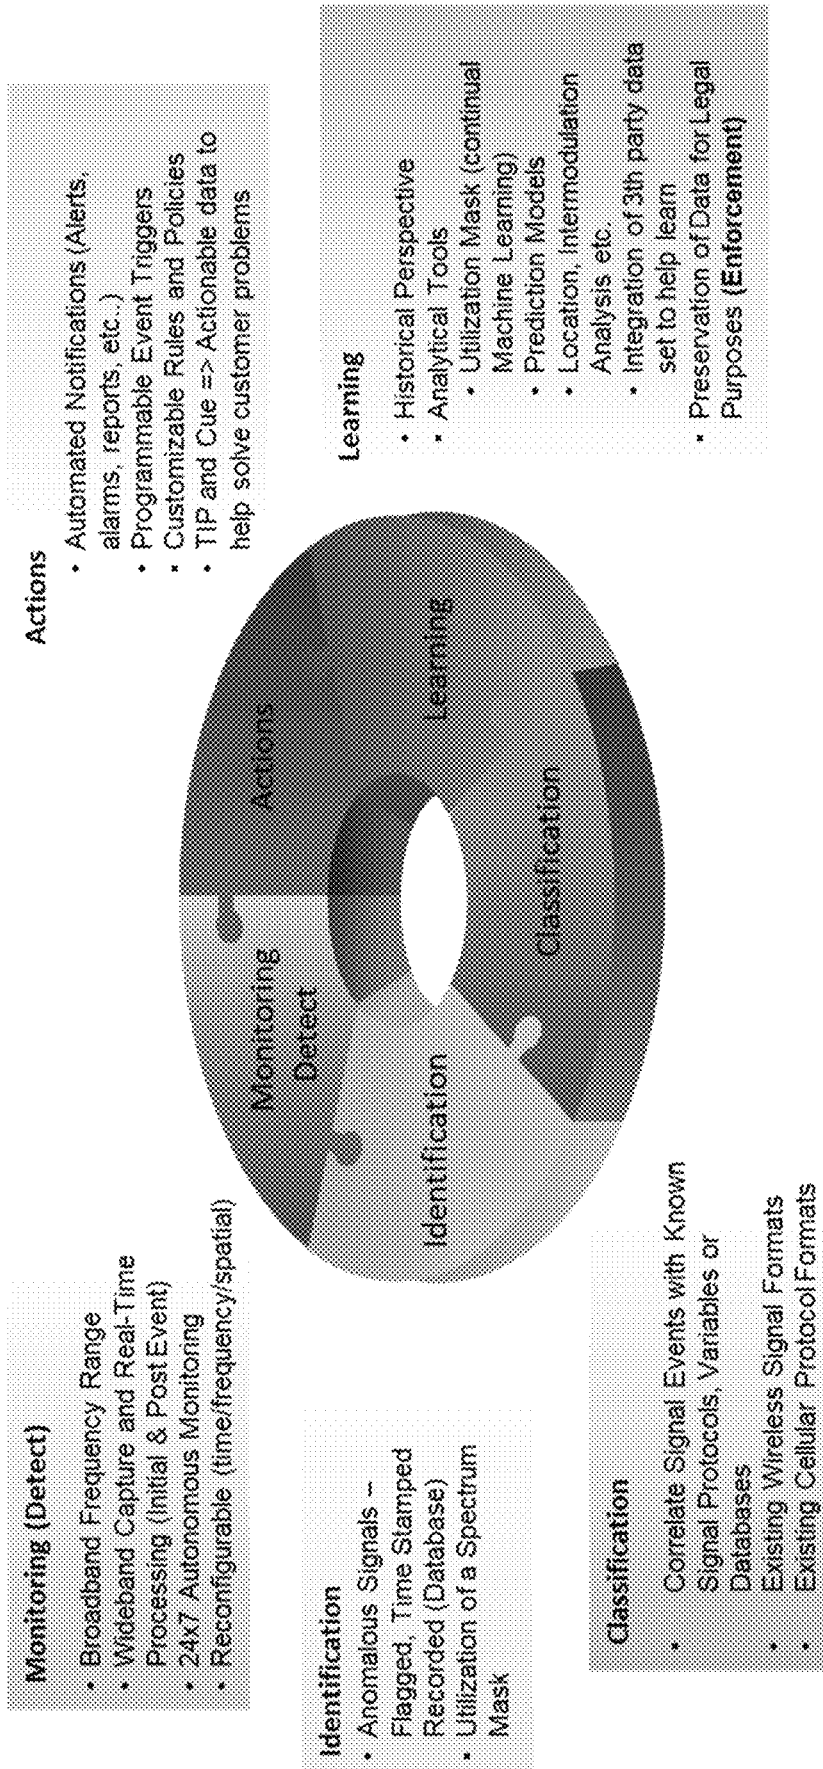 Monitoring (Detect)
• Broadband Frequency Range
• Wideband Capture and Real-Time
Processing (Initial & Post Event)
• 24x7 Autonomous Monitoring
• Reconfigurable (time/frequency/spatial)
Identification
• Anomalous Signals –
Flagged, Time Stamped
Recorded (Database)
• Utilization of a Spectrum
Mask
Classification
• Correlate Signal Events with Known
Signal Protocols, Variables or
Databases
• Existing Wireless Signal Formats
• Existing Cellular Protocol Formats
Monitoring
Detect
Actions
Identification
Learning
Classification
Actions
• Automated Notifications (Alerts,
alarms, reports, etc..)
• Programmable Event Triggers
• Customizable Rules and Policies
• TIP and Cue => Actionable data to
help solve customer problems
Learning
• Historical Perspective
• Analytical Tools
• Utilization Mask (continual
Machine Learning)
• Prediction Models
• Location, Intermodulation
Analysis etc.
• Integration of 3th party data
set to help learn
• Preservation of Data for Legal
Purposes (Enforcement)